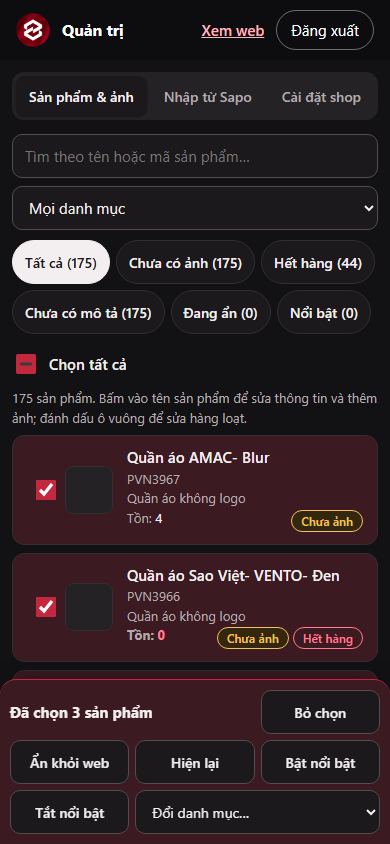 Quản trị
Xem web
Đăng xuất
Sản phẩm & ảnh
Nhập từ Sapo
Cài đặt shop
Tìm theo tên hoặc mã sản phẩm...
Mọi danh mục
Tất cả (175)
Chưa có ảnh (175)
Hết hàng (44)
Chưa có mô tả (175)
Đang ẩn (0)
Nổi bật (0)
Chọn tất cả
175 sản phẩm. Bấm vào tên sản phẩm để sửa thông tin và thêm
ảnh; đánh dấu ô vuông để sửa hàng loạt.
Quần áo AMAC- Blur
PVN3967
Quần áo không logo
Tồn: 4
Chưa ảnh
Quần áo Sao Việt- VENTO- Đen
PVN3966
Quần áo không logo
Tồn: 0
Chưa ảnh
Hết hàng
Đã chọn 3 sản phẩm
Bỏ chọn
Ẩn khỏi web
Hiện lại
Bật nổi bật
Tắt nổi bật
Đổi danh mục...